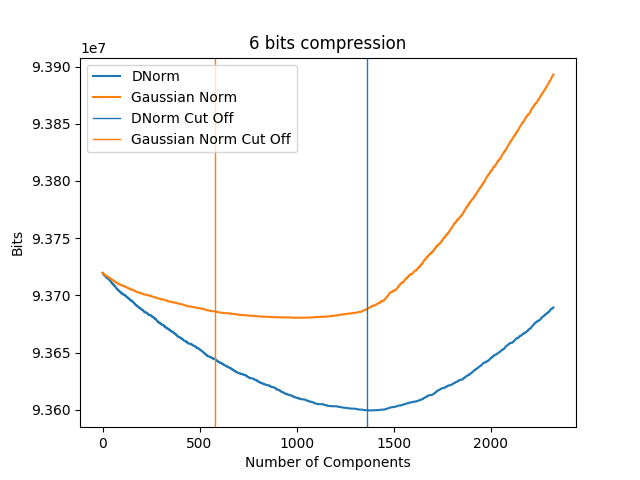 6 bits compression
1e7
DNorm
Gaussian Norm
DNorm Cut Off
Gaussian Norm Cut Off
9.390
9.385
9.380
9.375
9.370
9.365
9.360
Bits
0 500 1000 1500 2000
Number of Components